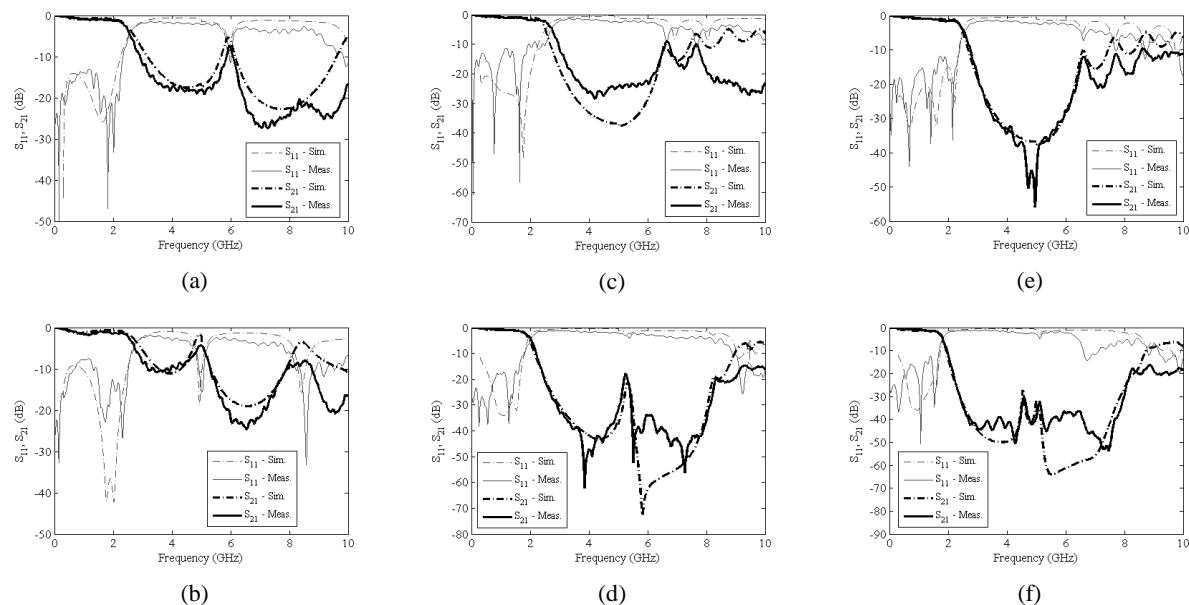 0
-10
-20
-30
-40
-50
S11, S21 (dB)
S11 - Sim.
S11 - Meas.
S21 - Sim.
S21 - Meas.
0 2 4 6 8 10
Frequency (GHz)
(a)
0
-10
-20
-30
-40
-50
-60
-70
S11, S21 (dB)
S11 - Sim.
S11 - Meas.
S21 - Sim.
S21 - Meas.
0 2 4 6 8 10
Frequency (GHz)
(c)
0
-10
-20
-30
-40
-50
-60
S11, S21 (dB)
S11 - Sim.
S11 - Meas.
S21 - Sim.
S21 - Meas.
0 2 4 6 8 10
Frequency (GHz)
(e)
0
-10
-20
-30
-40
-50
S11, S21 (dB)
S11 - Sim.
S11 - Meas.
S21 - Sim.
S21 - Meas.
0 2 4 6 8 10
Frequency (GHz)
(b)
0
-10
-20
-30
-40
-50
-60
-70
-80
S11, S21 (dB)
S11 - Sim.
S11 - Meas.
S21 - Sim.
S21 - Meas.
0 2 4 6 8 10
Frequency (GHz)
(d)
0
-10
-20
-30
-40
-50
-60
-70
-80
-90
S11, S21 (dB)
S11 - Sim.
S11 - Meas.
S21 - Sim.
S21 - Meas.
0 2 4 6 8 10
Frequency (GHz)
(f)